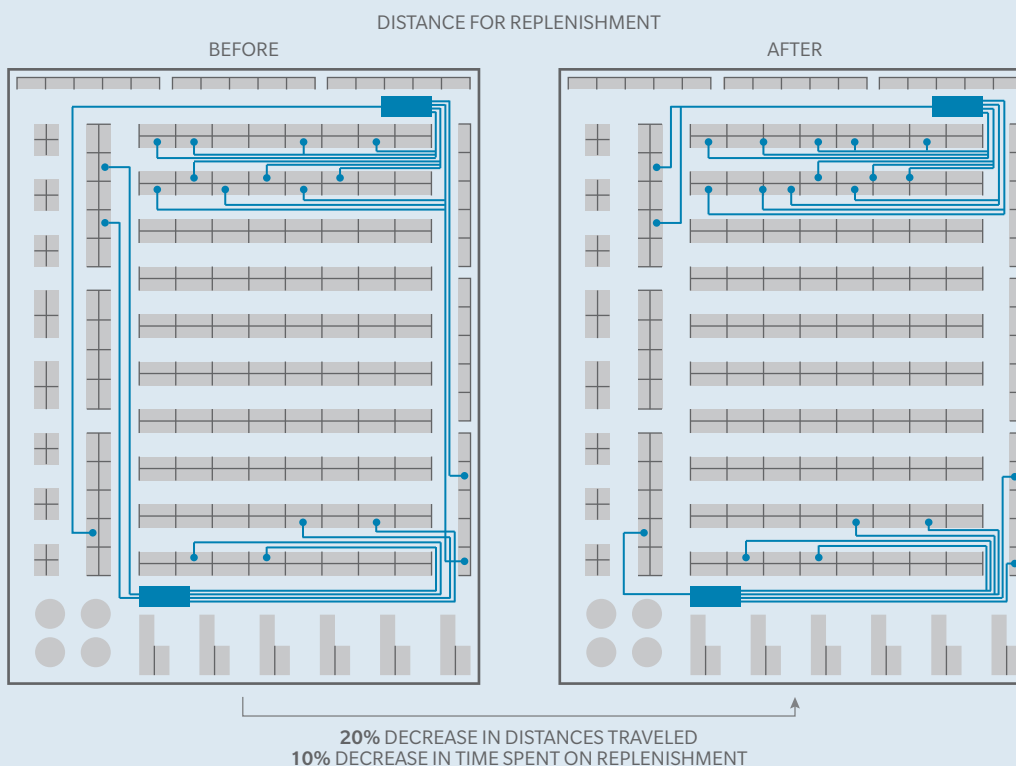 DISTANCE FOR REPLENISHMENT
BEFORE
AFTER
20% DECREASE IN DISTANCES TRAVELED
10% DECREASE IN TIME SPENT ON REPLENISHMENT